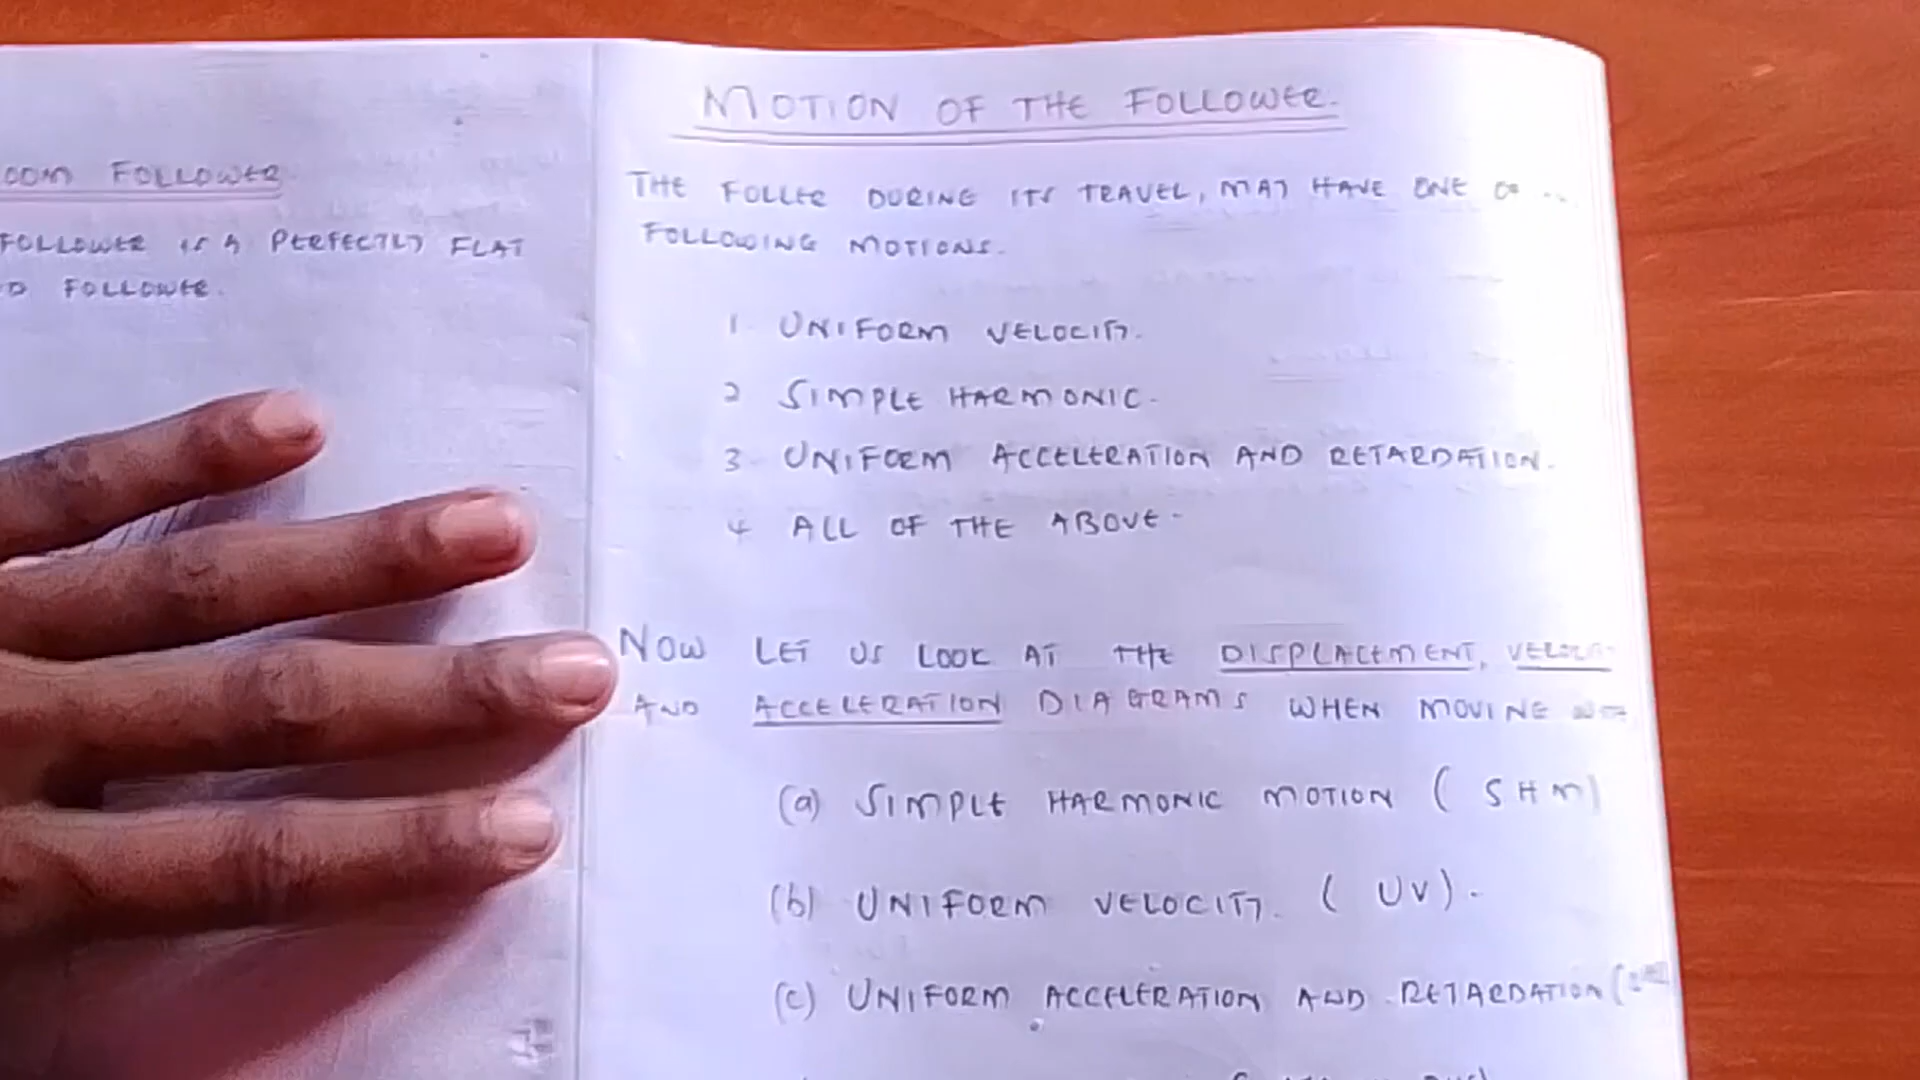 OOM FOLLOWER.
FOLLOWER IS A PERFECTLY FLAT
D FOLLOWER.
MOTION OF THE FOLLOWER.
THE FOLLER DURING ITS TRAVEL, MAY HAVE ONE OF
FOLLOWING MOTIONS.
1. UNIFORM VELOCITY.
2 SIMPLE HARMONIC.
3. UNIFORM ACCELERATION AND RETARDATION.
4 ALL OF THE ABOVE.
NOW LET US LOOK AT THE DISPLACEMENT, VELOCI
AND ACCELERATION DIAGRAMS WHEN MOVING
(a) SIMPLE HARMONIC MOTION (SHM)
(b) UNIFORM VELOCITY. (UV).
(c) UNIFORM ACCELERATION AND RETARDATION (